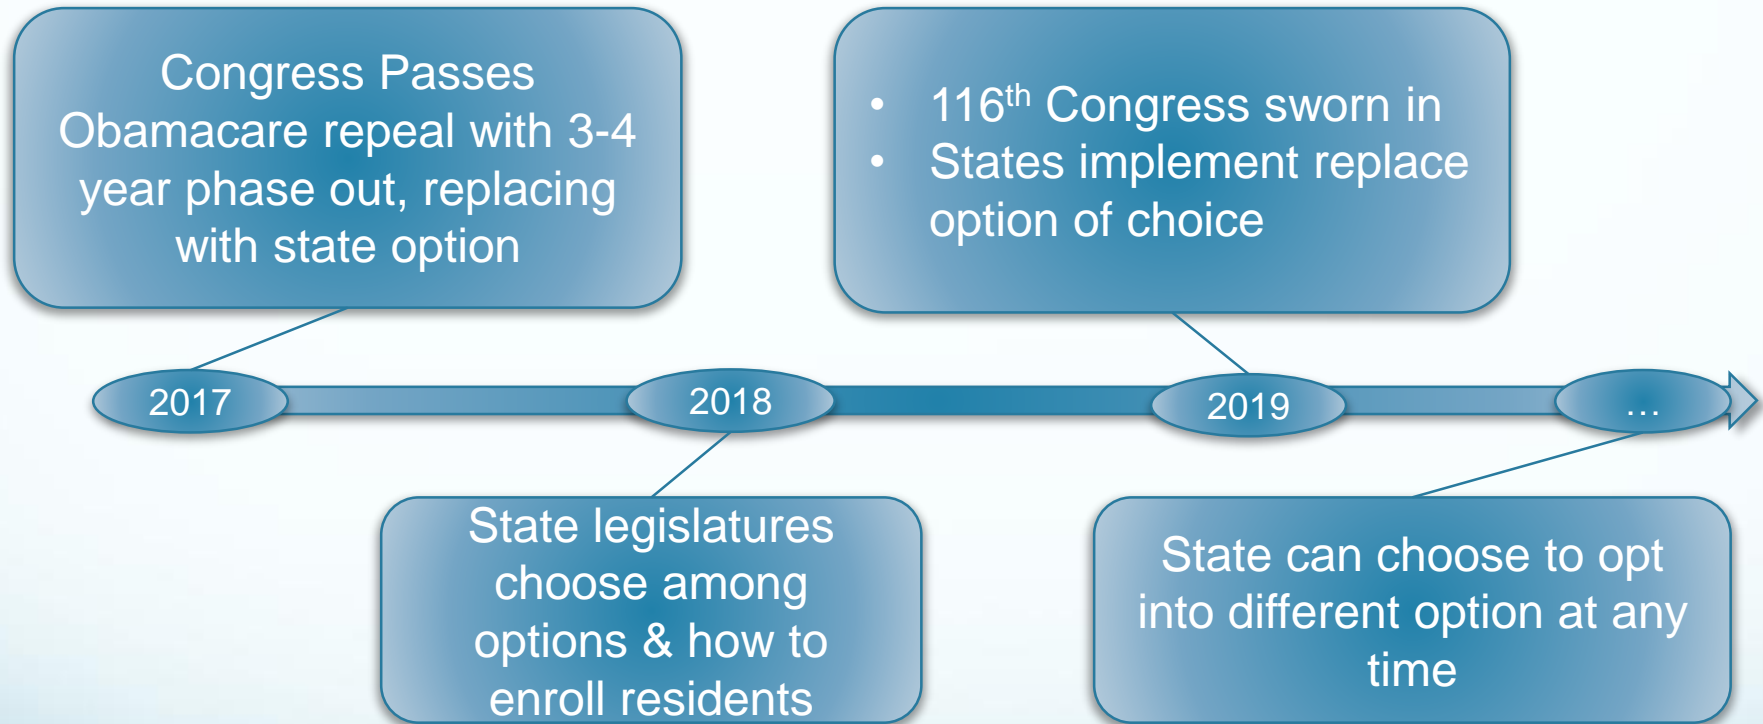 Congress Passes
Obamacare repeal with 3-4
year phase out, replacing
with state option
• 116th Congress sworn in
• States implement replace
option of choice
2017
2018
2019
…
State legislatures
choose among
options & how to
enroll residents
State can choose to opt
into different option at any
time